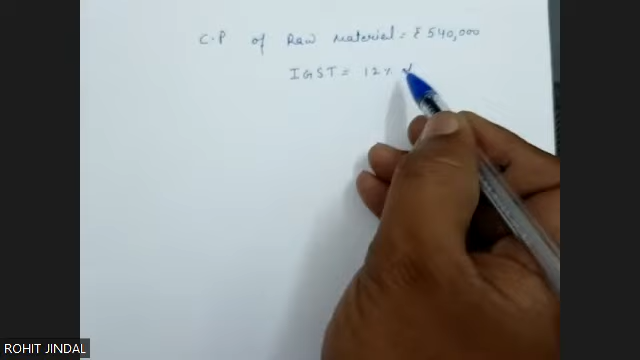 C.P of Raw Material = ₹ 540,000
IGST = 12%
ROHIT JINDAL